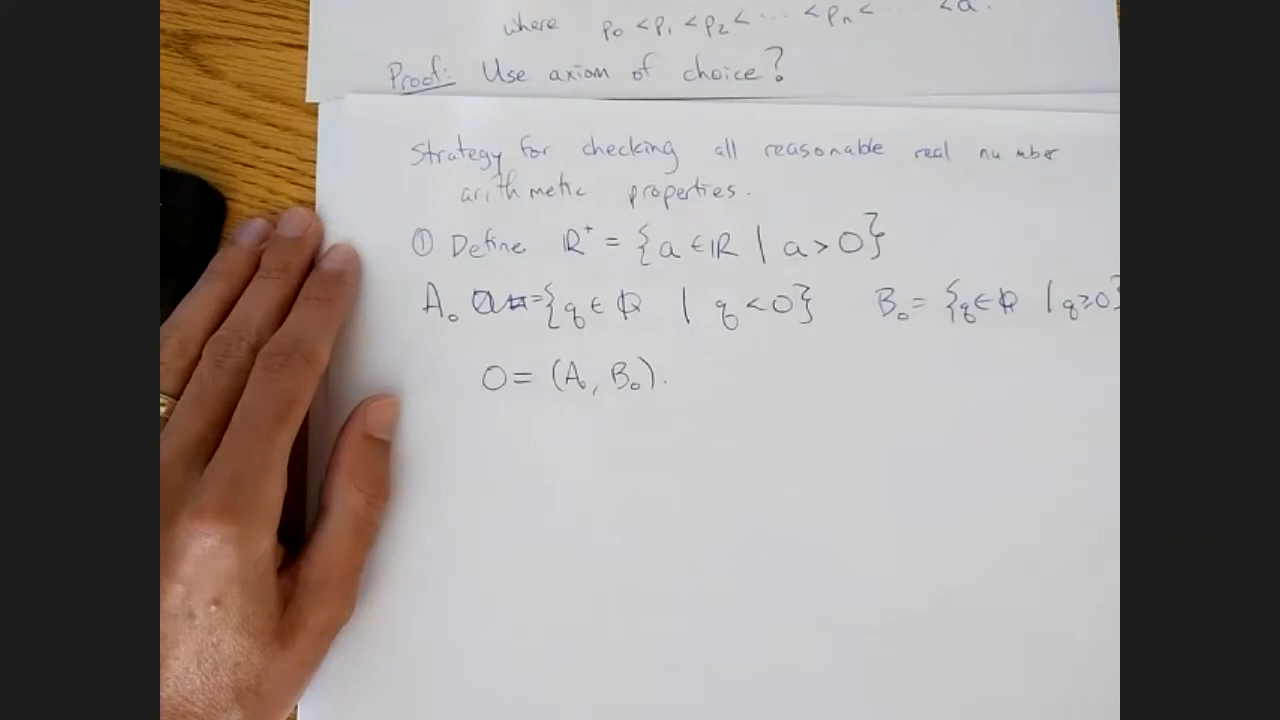 where p₀ < p₁ < p₂ < ··· < pₙ < ··· < a.
Proof: Use axiom of choice?
Strategy for checking all reasonable real number
arithmetic properties.
① Define ℝ⁺ = {a ∈ ℝ | a > 0}
A₀ = {q ∈ ℚ | q < 0} B₀ = {q ∈ ℚ | q ≥ 0}
0 = (A₀, B₀).